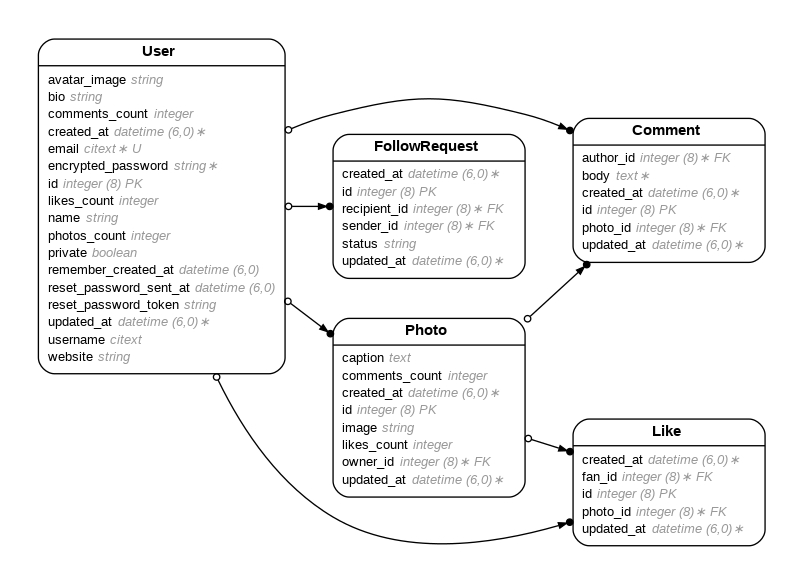 User
avatar_image string
bio string
comments_count integer
created_at datetime (6,0)∗
email citext∗ U
encrypted_password string∗
id integer (8) PK
likes_count integer
name string
photos_count integer
private boolean
remember_created_at datetime (6,0)
reset_password_sent_at datetime (6,0)
reset_password_token string
updated_at datetime (6,0)∗
username citext
website string
FollowRequest
created_at datetime (6,0)∗
id integer (8) PK
recipient_id integer (8)∗ FK
sender_id integer (8)∗ FK
status string
updated_at datetime (6,0)∗
Photo
caption text
comments_count integer
created_at datetime (6,0)∗
id integer (8) PK
image string
likes_count integer
owner_id integer (8)∗ FK
updated_at datetime (6,0)∗
Comment
author_id integer (8)∗ FK
body text∗
created_at datetime (6,0)∗
id integer (8) PK
photo_id integer (8)∗ FK
updated_at datetime (6,0)∗
Like
created_at datetime (6,0)∗
fan_id integer (8)∗ FK
id integer (8) PK
photo_id integer (8)∗ FK
updated_at datetime (6,0)∗